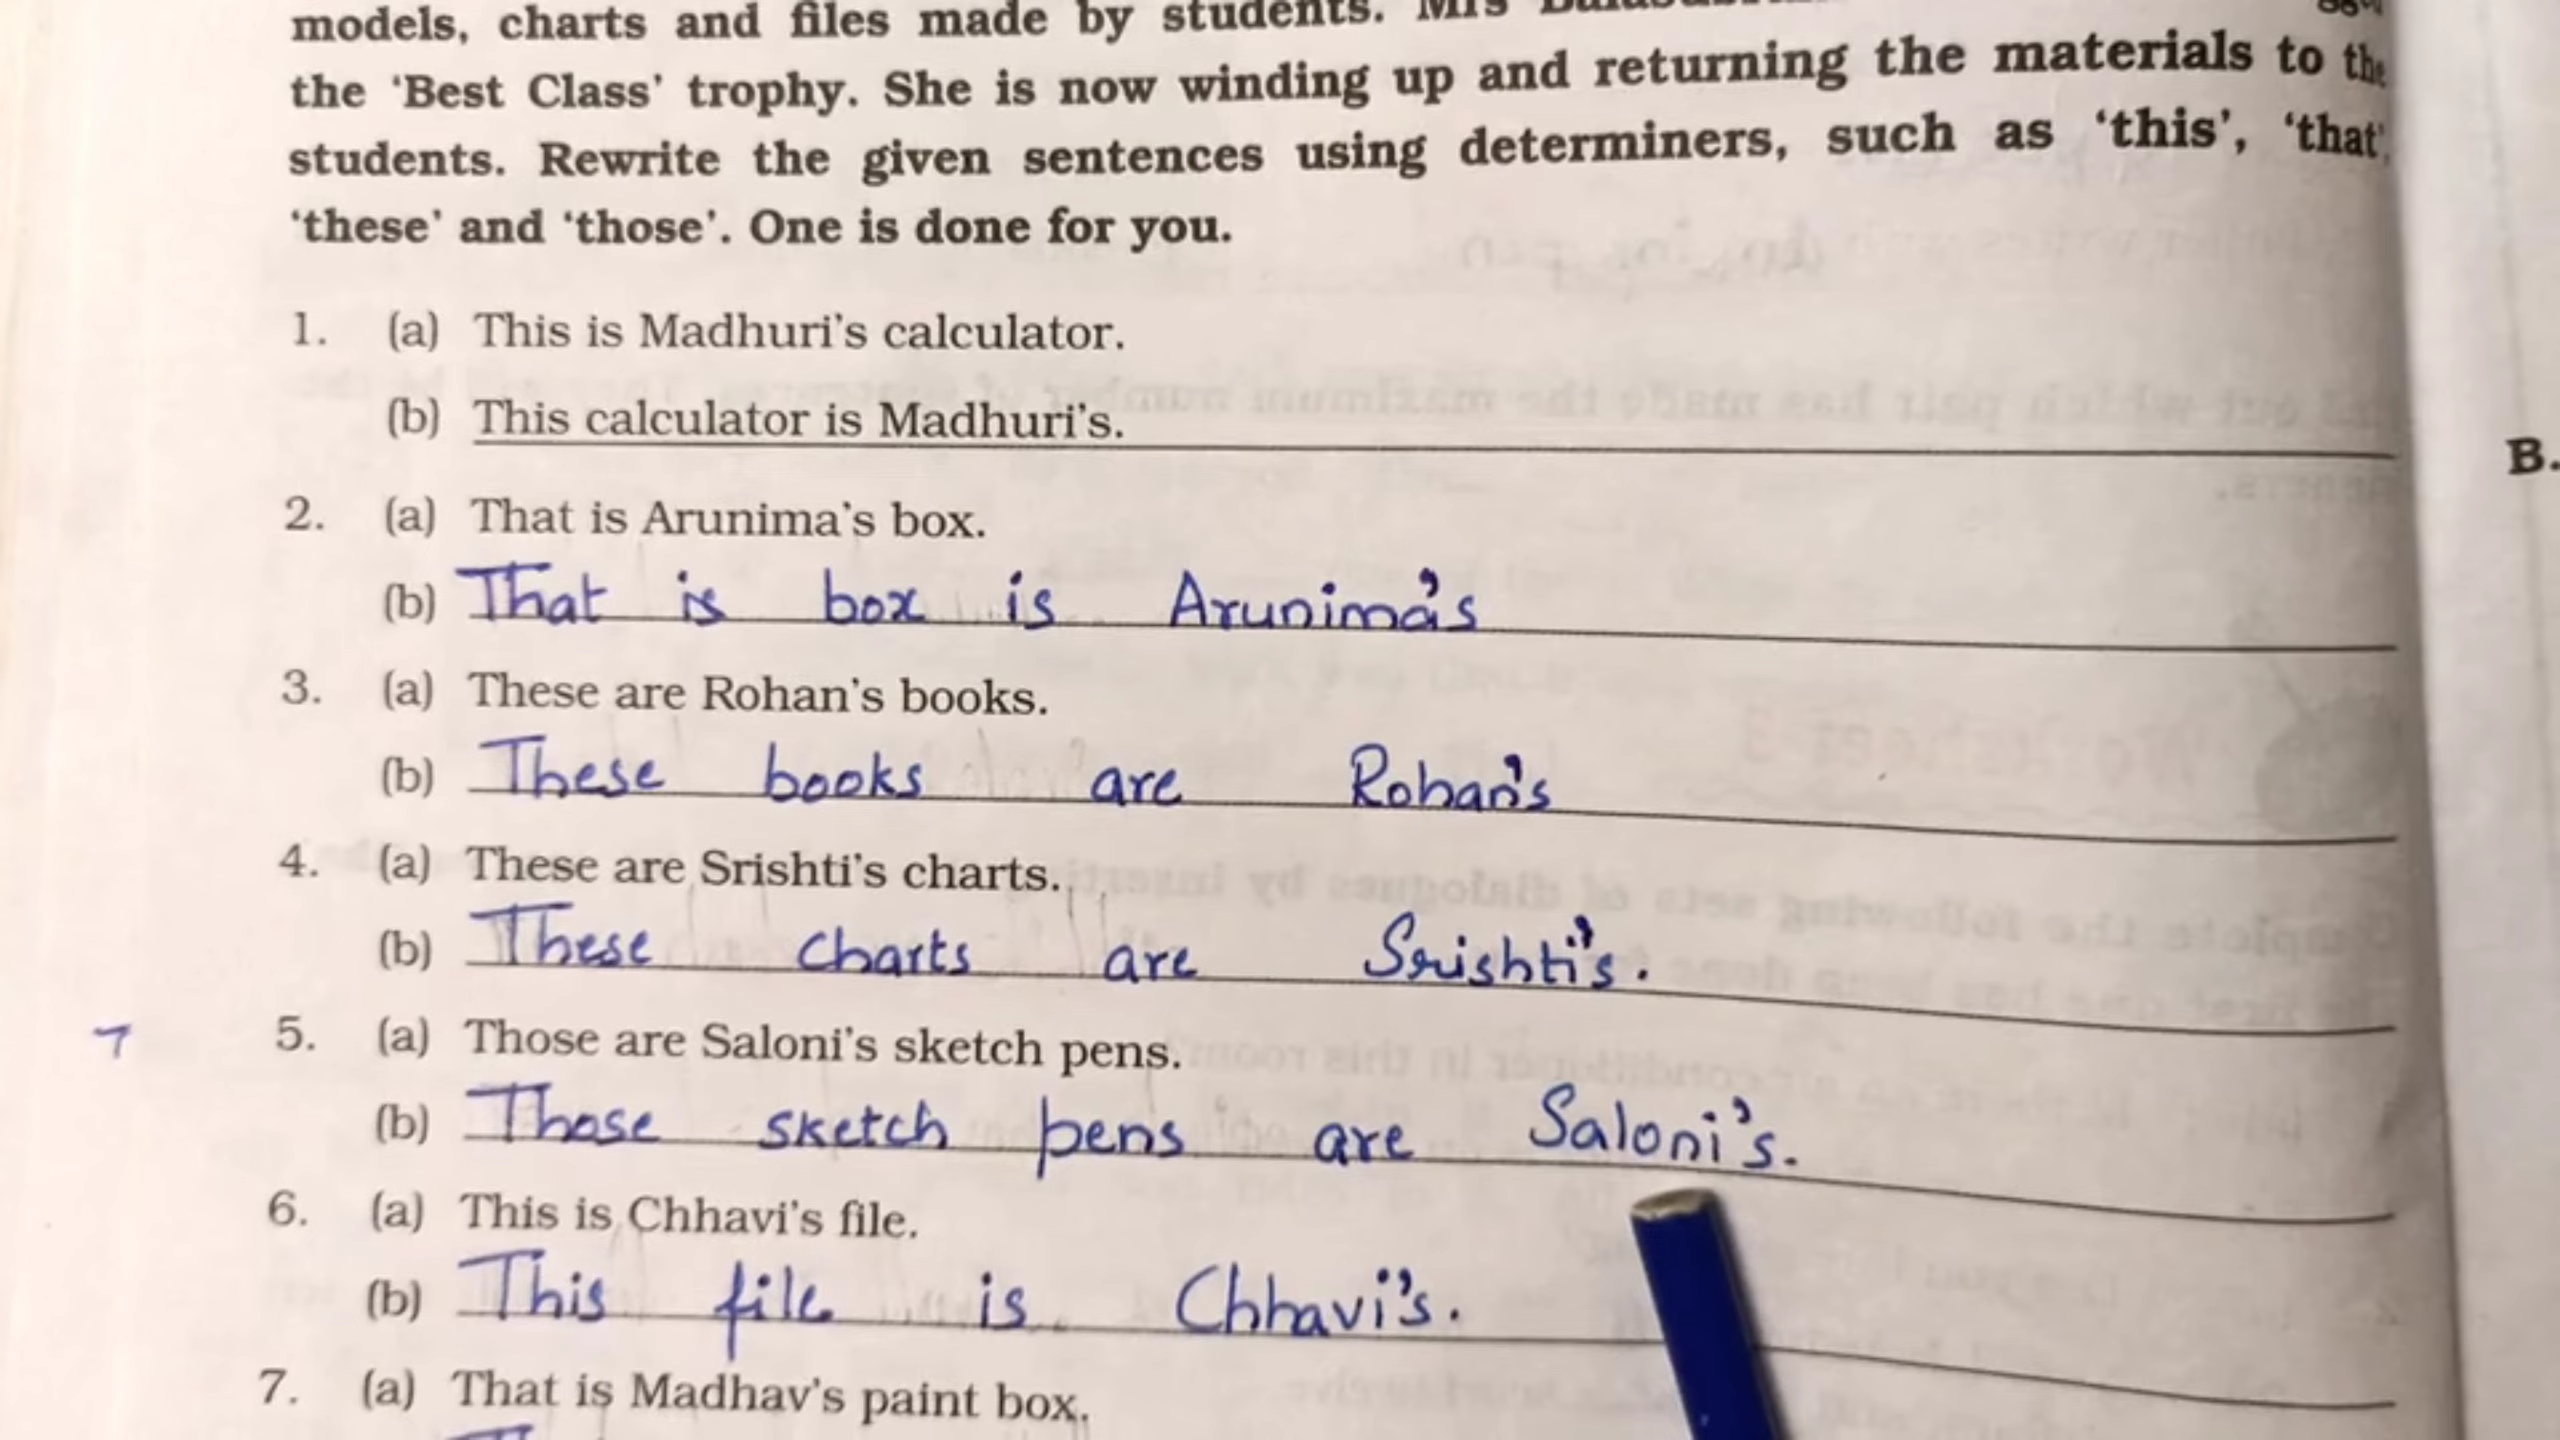 models, charts and files made by students. Mrs
the ‘Best Class’ trophy. She is now winding up and returning the materials to the
students. Rewrite the given sentences using determiners, such as ‘this’, ‘that’,
‘these’ and ‘those’. One is done for you.
1. (a) This is Madhuri’s calculator.
(b) This calculator is Madhuri’s.
B.
2. (a) That is Arunima’s box.
(b) That is box is Arunima's
3. (a) These are Rohan’s books.
(b) These books are Rohan's
4. (a) These are Srishti’s charts.
(b) These charts are Srishti's.
5. (a) Those are Saloni’s sketch pens.
(b) Those sketch pens are Saloni's.
6. (a) This is Chhavi’s file.
(b) This file is Chhavi's.
7. (a) That is Madhav’s paint box.